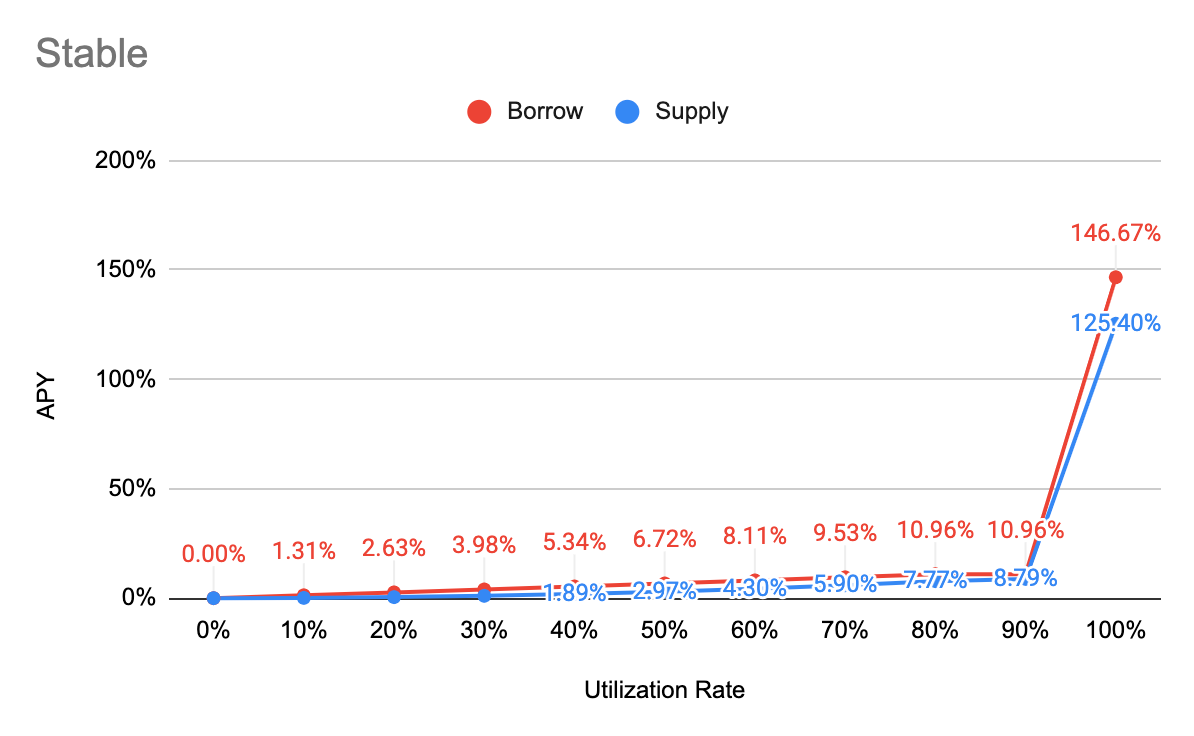 Stable
Borrow Supply
200%
150%
100%
50%
0%
APY
146.67%
125.40%
0.00% 1.31% 2.63% 3.98% 5.34% 6.72% 8.11% 9.53% 10.96% 10.96%
1.89% 2.97% 4.30% 5.90% 7.77% 8.79%
0% 10% 20% 30% 40% 50% 60% 70% 80% 90% 100%
Utilization Rate